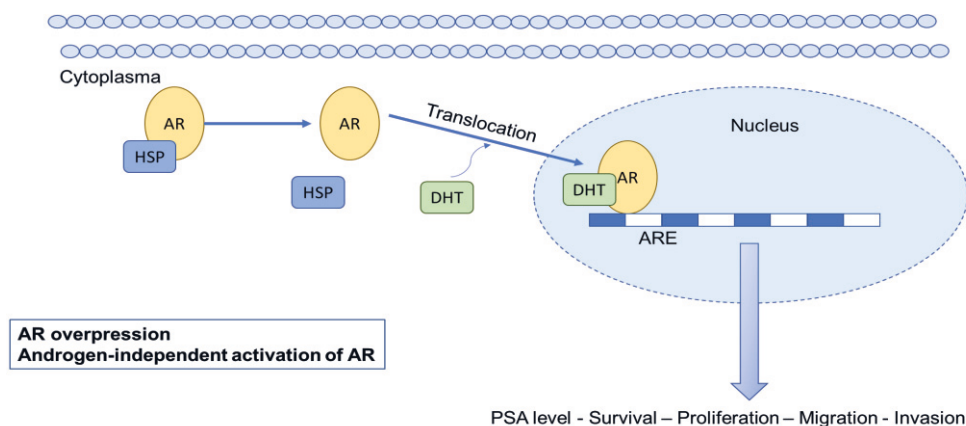 Cytoplasma
AR
HSP
AR
HSP
Translocation
DHT
Nucleus
DHT
AR
ARE
AR overpression
Androgen-independent activation of AR
PSA level - Survival – Proliferation – Migration - Invasion